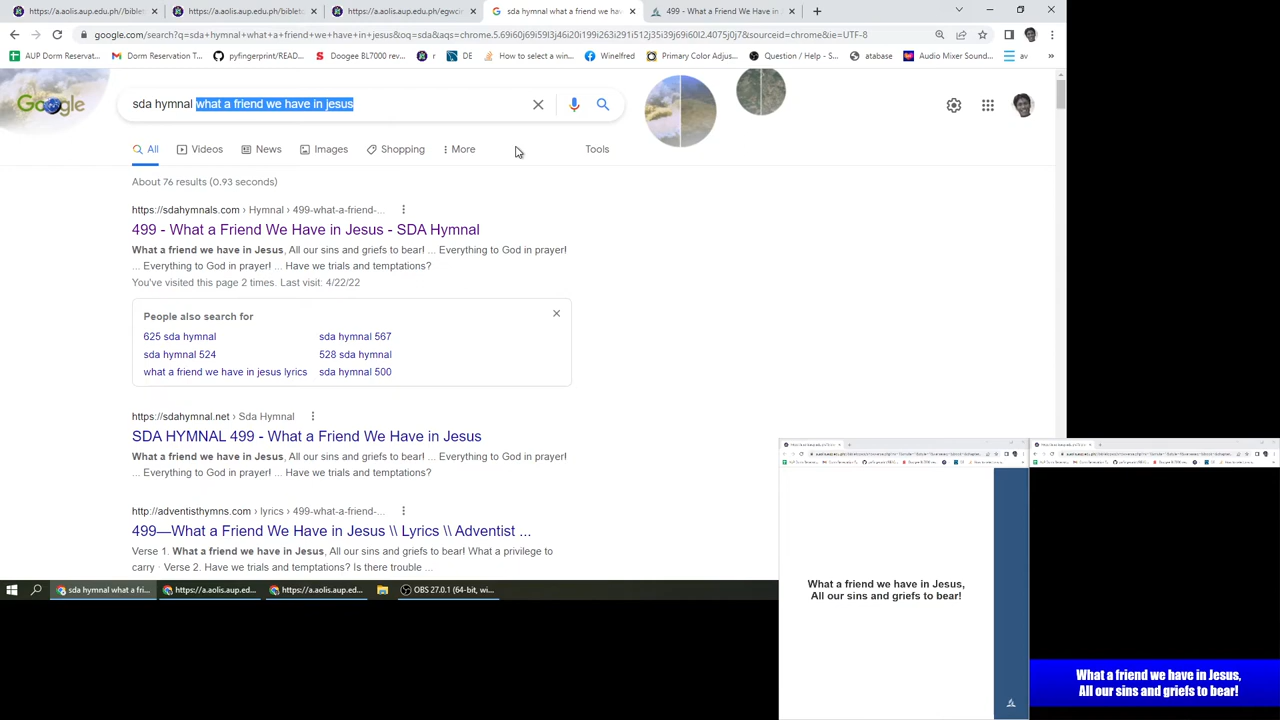 https://a.aolis.aup.edu.ph/biblet
https://a.aolis.aup.edu.ph/biblet
https://a.aolis.aup.edu.ph/egwcir
sda hymnal what a friend we have
499 - What a Friend We Have in J
google.com/search?q=sda+hymnal+what+a+friend+we+have+in+jesus&oq=sda&aqs=chrome.5.69i60j69i59l3j46i20i199i263i291i512j35i39j69i60l2.4075j0j7&sourceid=chrome&ie=UTF-8
AUP Dorm Reservat...
Dorm Reservation T...
pyfingerprint/READ...
Doogee BL7000 rev...
r
DE
How to select a win...
Winelfred
Primary Color Adjus...
Question / Help - S...
atabase
Audio Mixer Sound...
av
Google
sda hymnal what a friend we have in jesus
All
Videos
News
Images
Shopping
More
Tools
About 76 results (0.93 seconds)
https://sdahymnals.com › Hymnal › 499-what-a-friend-...
499 - What a Friend We Have in Jesus - SDA Hymnal
What a friend we have in Jesus, All our sins and griefs to bear! ... Everything to God in prayer!
... Everything to God in prayer! ... Have we trials and temptations?
You've visited this page 2 times. Last visit: 4/22/22
People also search for
625 sda hymnal
sda hymnal 567
sda hymnal 524
528 sda hymnal
what a friend we have in jesus lyrics
sda hymnal 500
https://sdahymnal.net › Sda Hymnal
SDA HYMNAL 499 - What a Friend We Have in Jesus
What a friend we have in Jesus, All our sins and griefs to bear! ... Everything to God in prayer!
... Everything to God in prayer! ... Have we trials and temptations?
http://adventisthymns.com › lyrics › 499-what-a-friend-...
499—What a Friend We Have in Jesus \\ Lyrics \\ Adventist ...
Verse 1. What a friend we have in Jesus, All our sins and griefs to bear! What a privilege to
carry · Verse 2. Have we trials and temptations? Is there trouble ...
sda hymnal what a fri...
https://a.aolis.aup.ed...
https://a.aolis.aup.ed...
OBS 27.0.1 (64-bit, wi...
What a friend we have in Jesus,
All our sins and griefs to bear!
What a friend we have in Jesus,
All our sins and griefs to bear!